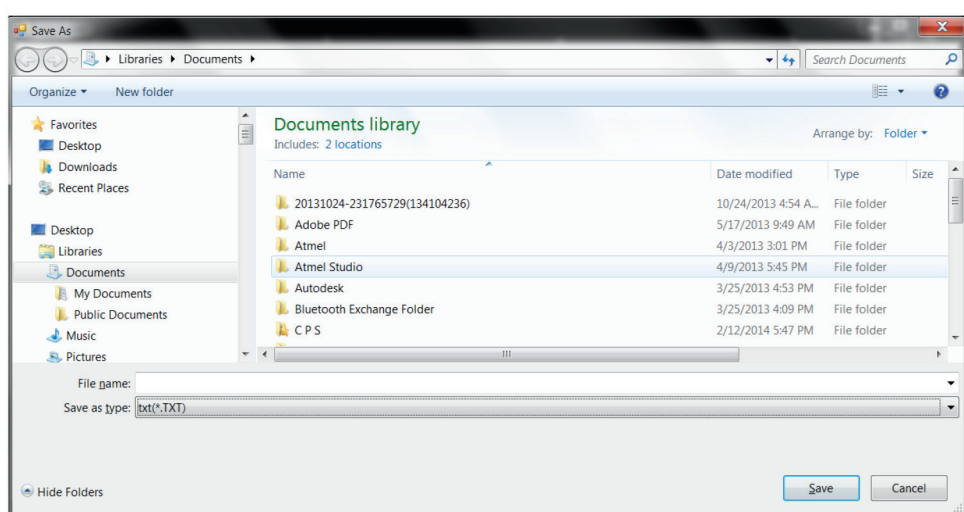 Save As
Libraries Documents
Search Documents
Organize New folder
Favorites
Desktop
Downloads
Recent Places
Desktop
Libraries
Documents
My Documents
Public Documents
Music
Pictures
Documents library
Includes: 2 locations
Arrange by: Folder
Name Date modified Type Size
20131024-231765729(134104236) 10/24/2013 4:54 A... File folder
Adobe PDF 5/17/2013 9:49 AM File folder
Atmel 4/3/2013 3:01 PM File folder
Atmel Studio 4/9/2013 5:45 PM File folder
Autodesk 3/25/2013 4:53 PM File folder
Bluetooth Exchange Folder 3/25/2013 4:09 PM File folder
C P S 2/12/2014 5:47 PM File folder
File name:
Save as type: txt(*.TXT)
Hide Folders
Save Cancel